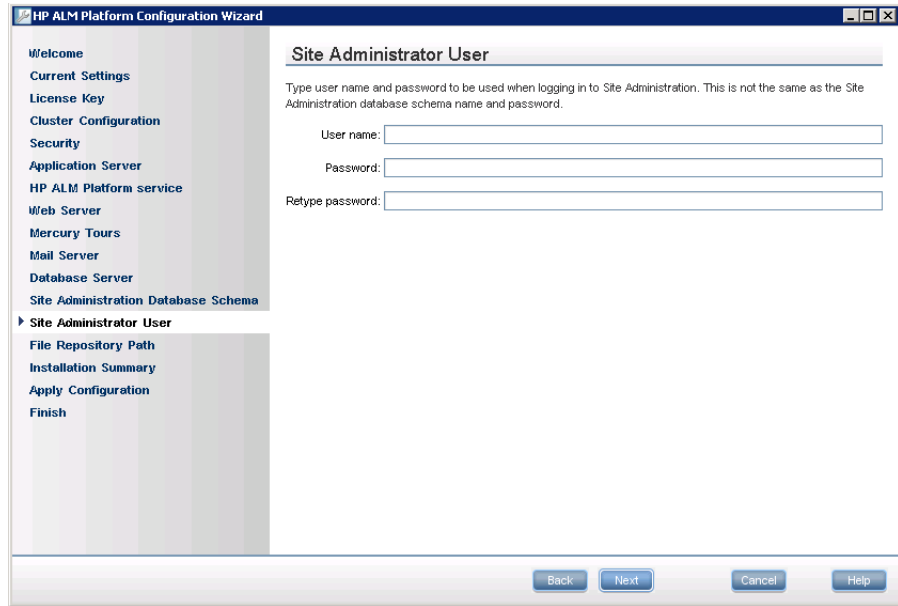 HP ALM Platform Configuration Wizard
Welcome
Current Settings
License Key
Cluster Configuration
Security
Application Server
HP ALM Platform service
Web Server
Mercury Tours
Mail Server
Database Server
Site Administration Database Schema
Site Administrator User
File Repository Path
Installation Summary
Apply Configuration
Finish
Site Administrator User
Type user name and password to be used when logging in to Site Administration. This is not the same as the Site
Administration database schema name and password.
User name:
Password:
Retype password:
Back Next Cancel Help